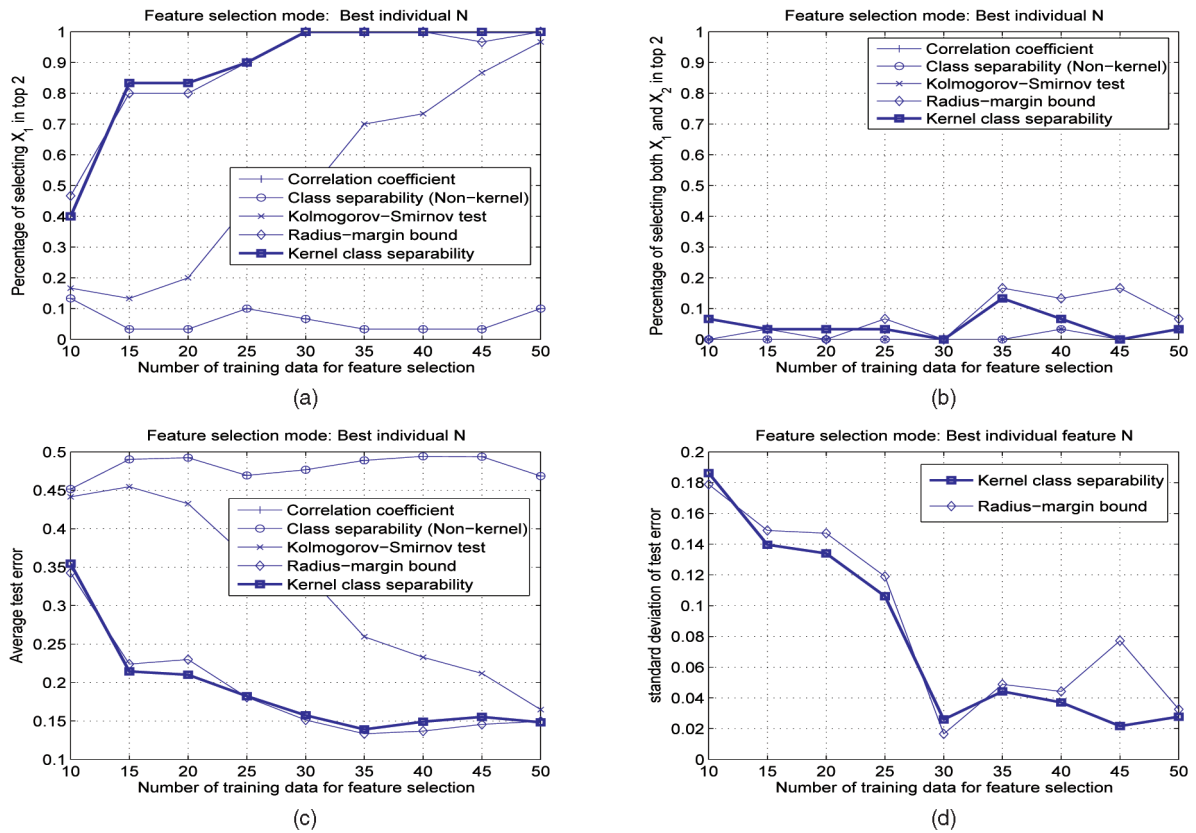 Feature selection mode: Best individual N
Percentage of selecting X1 in top 2
1
0.9
0.8
0.7
0.6
0.5
0.4
0.3
0.2
0.1
0
Correlation coefficient
Class separability (Non-kernel)
Kolmogorov-Smirnov test
Radius-margin bound
Kernel class separability
10 15 20 25 30 35 40 45 50
Number of training data for feature selection
(a)
Feature selection mode: Best individual N
Percentage of selecting both X1 and X2 in top 2
1
0.9
0.8
0.7
0.6
0.5
0.4
0.3
0.2
0.1
0
Correlation coefficient
Class separability (Non-kernel)
Kolmogorov-Smirnov test
Radius-margin bound
Kernel class separability
10 15 20 25 30 35 40 45 50
Number of training data for feature selection
(b)
Feature selection mode: Best individual N
Average test error
0.5
0.45
0.4
0.35
0.3
0.25
0.2
0.15
0.1
Correlation coefficient
Class separability (Non-kernel)
Kolmogorov-Smirnov test
Radius-margin bound
Kernel class separability
10 15 20 25 30 35 40 45 50
Number of training data for feature selection
(c)
Feature selection mode: Best individual feature N
standard deviation of test error
0.2
0.18
0.16
0.14
0.12
0.1
0.08
0.06
0.04
0.02
0
Kernel class separability
Radius-margin bound
10 15 20 25 30 35 40 45 50
Number of training data for feature selection
(d)